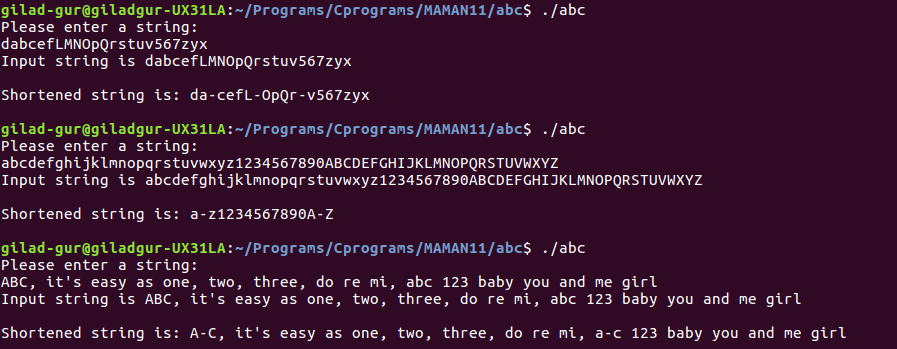 gilad-gur@giladgur-UX31LA:~/Programs/Cprograms/MAMAN11/abc$ ./abc
Please enter a string:
dabcefLMNOpQrstuv567zyx
Input string is dabcefLMNOpQrstuv567zyx
Shortened string is: da-cefL-OpQr-v567zyx
gilad-gur@giladgur-UX31LA:~/Programs/Cprograms/MAMAN11/abc$ ./abc
Please enter a string:
abcdefghijklmnopqrstuvwxyz1234567890ABCDEFGHIJKLMNOPQRSTUVWXYZ
Input string is abcdefghijklmnopqrstuvwxyz1234567890ABCDEFGHIJKLMNOPQRSTUVWXYZ
Shortened string is: a-z1234567890A-Z
gilad-gur@giladgur-UX31LA:~/Programs/Cprograms/MAMAN11/abc$ ./abc
Please enter a string:
ABC, it's easy as one, two, three, do re mi, abc 123 baby you and me girl
Input string is ABC, it's easy as one, two, three, do re mi, abc 123 baby you and me girl
Shortened string is: A-C, it's easy as one, two, three, do re mi, a-c 123 baby you and me girl